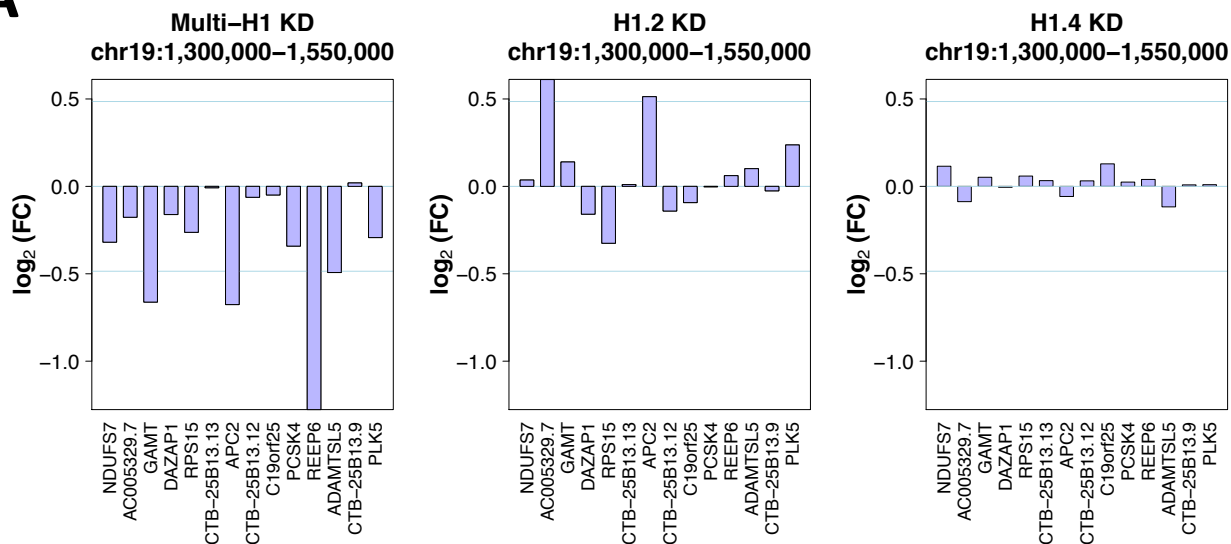 A
Multi–H1 KD
chr19:1,300,000–1,550,000
H1.2 KD
chr19:1,300,000–1,550,000
H1.4 KD
chr19:1,300,000–1,550,000
log2 (FC)
0.5
0.0
−0.5
−1.0
NDUFS7
AC005329.7
GAMT
DAZAP1
RPS15
CTB−25B13.13
APC2
CTB−25B13.12
C19orf25
PCSK4
REEP6
ADAMTSL5
CTB−25B13.9
PLK5
log2 (FC)
0.5
0.0
−0.5
−1.0
NDUFS7
AC005329.7
GAMT
DAZAP1
RPS15
CTB−25B13.13
APC2
CTB−25B13.12
C19orf25
PCSK4
REEP6
ADAMTSL5
CTB−25B13.9
PLK5
log2 (FC)
0.5
0.0
−0.5
−1.0
NDUFS7
AC005329.7
GAMT
DAZAP1
RPS15
CTB−25B13.13
APC2
CTB−25B13.12
C19orf25
PCSK4
REEP6
ADAMTSL5
CTB−25B13.9
PLK5